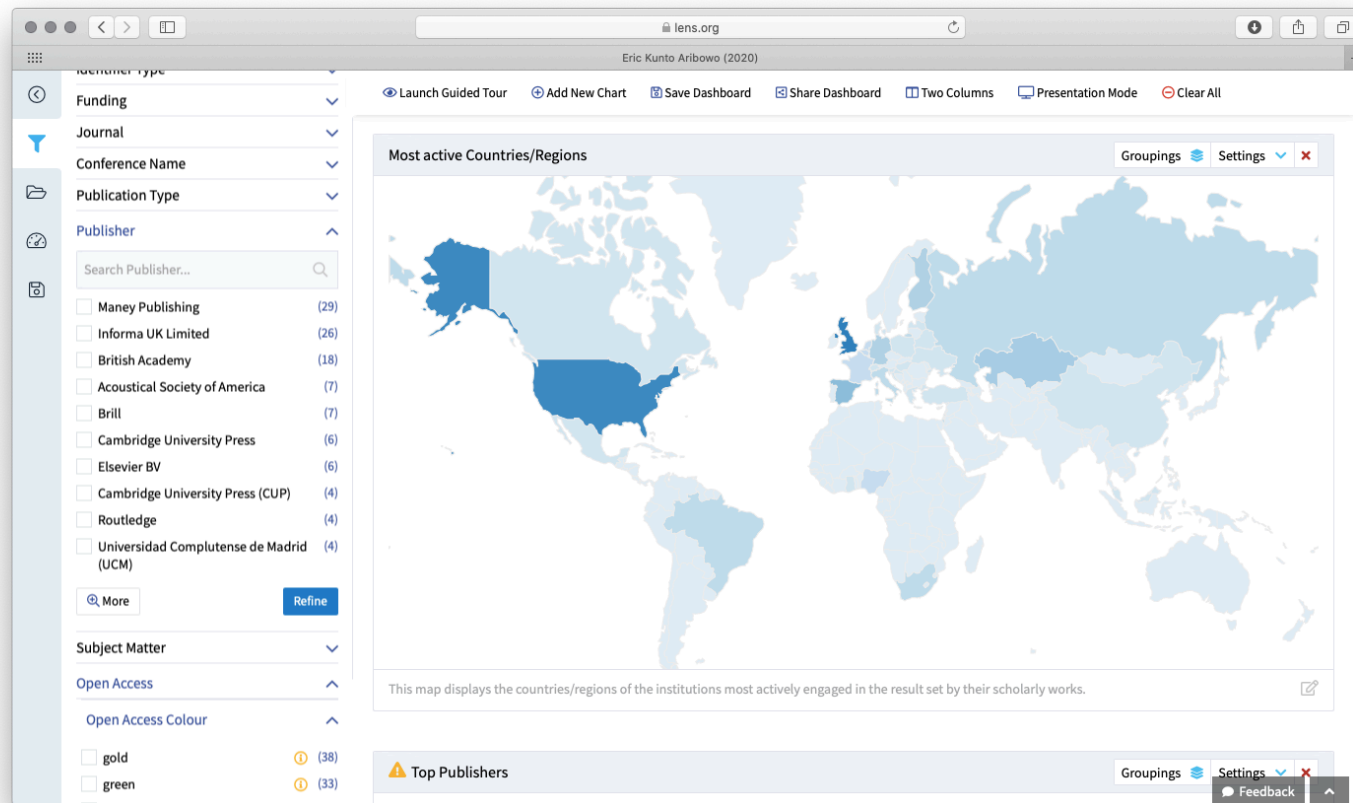 lens.org
Eric Kunto Aribowo (2020)
Identifier Type
Funding
Journal
Conference Name
Publication Type
Publisher
Search Publisher...
Maney Publishing (29)
Informa UK Limited (26)
British Academy (18)
Acoustical Society of America (7)
Brill (7)
Cambridge University Press (6)
Elsevier BV (6)
Cambridge University Press (CUP) (4)
Routledge (4)
Universidad Complutense de Madrid (4)
(UCM)
More Refine
Subject Matter
Open Access
Open Access Colour
gold (38)
green (33)
Launch Guided Tour Add New Chart Save Dashboard Share Dashboard Two Columns Presentation Mode Clear All
Most active Countries/Regions Groupings Settings
This map displays the countries/regions of the institutions most actively engaged in the result set by their scholarly works.
Top Publishers Groupings Settings
Feedback